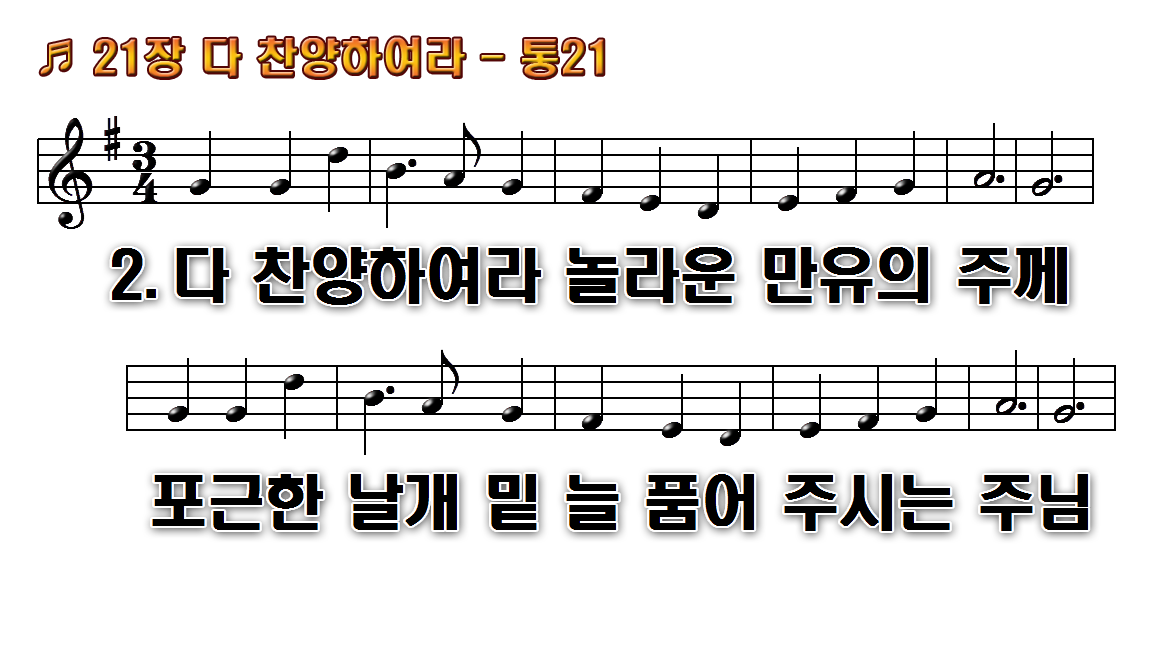 ♬ 21장 다 찬양하여라 - 통21
3
4
2. 다 찬양하여라 놀라운 만유의 주께
포근한 날개 밑 늘 품어 주시는 주님